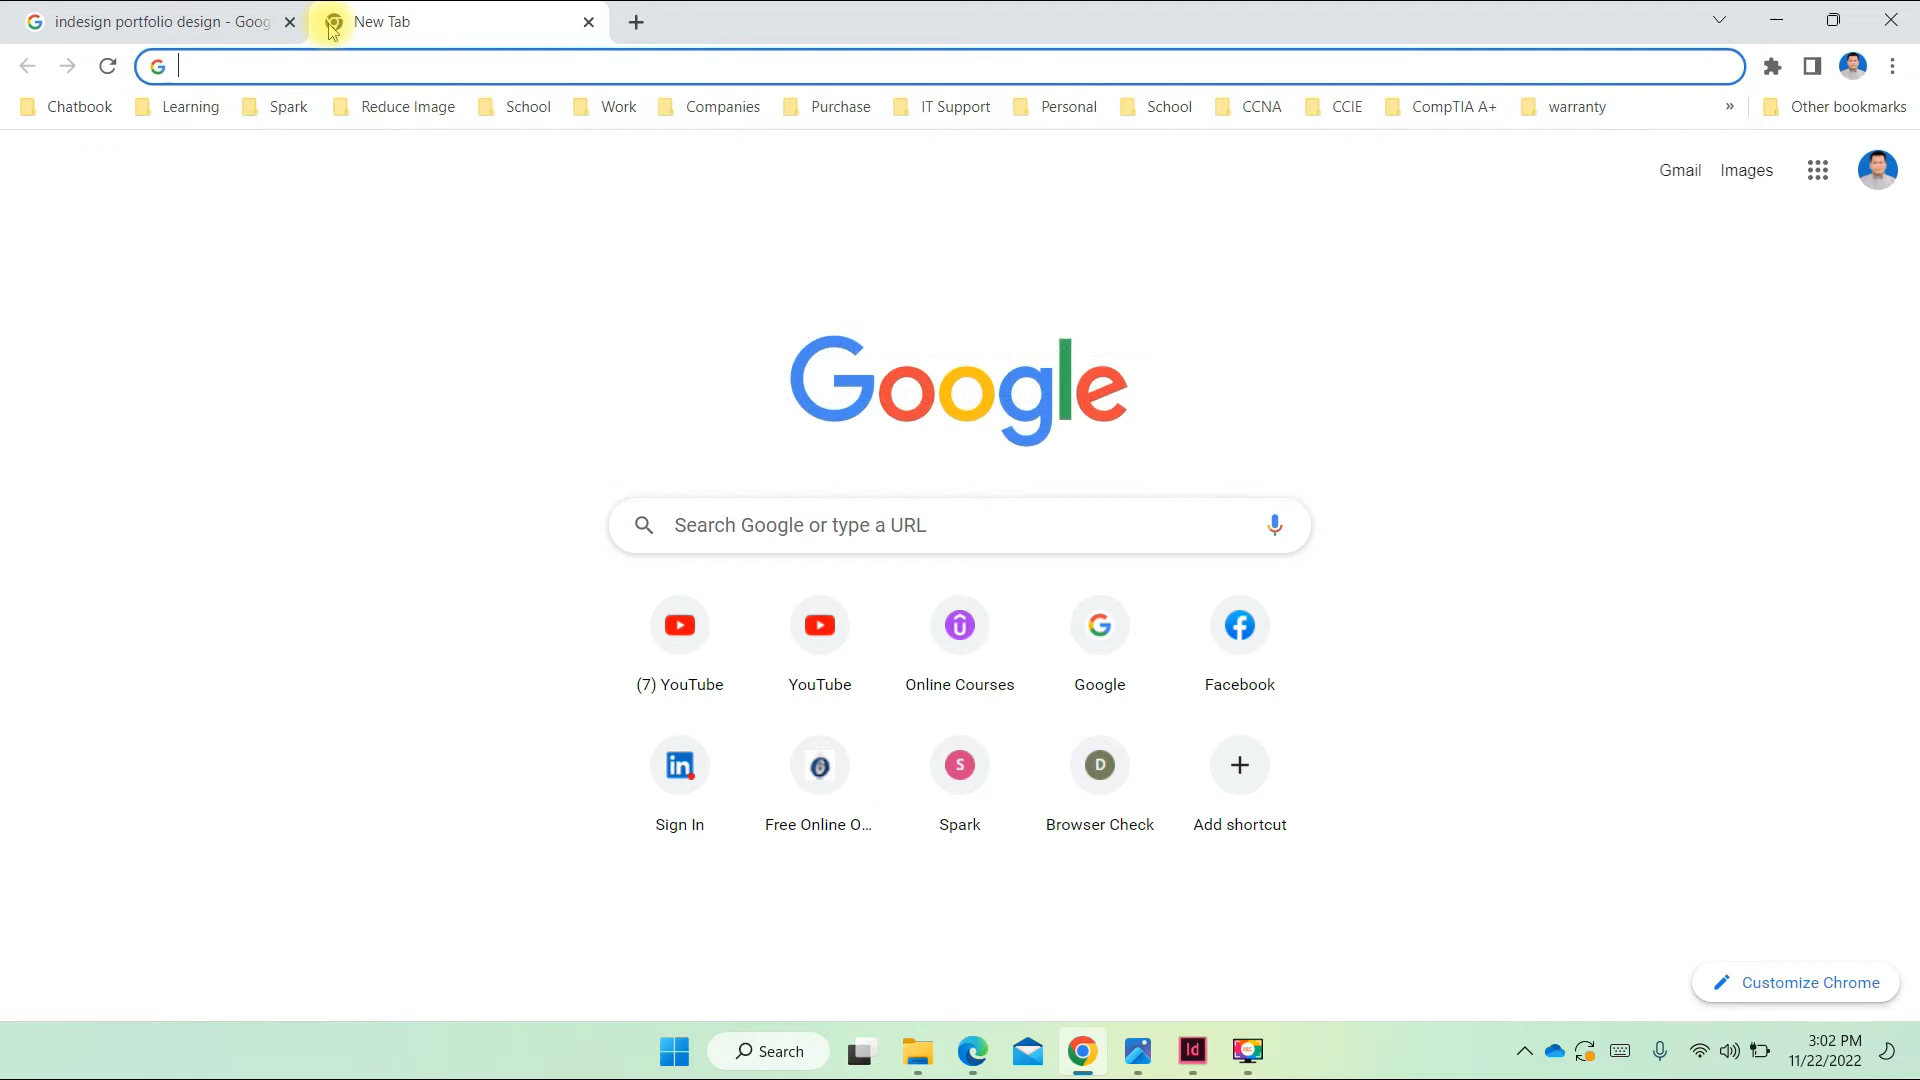 indesign portfolio design - Goog
New Tab
Chatbook Learning Spark Reduce Image School Work Companies Purchase IT Support Personal School CCNA CCIE CompTIA A+ warranty » Other bookmarks
Gmail Images
Google
Search Google or type a URL
(7) YouTube YouTube Online Courses Google Facebook
S D
Sign In Free Online O... Spark Browser Check Add shortcut
Customize Chrome
Search
3:02 PM
11/22/2022